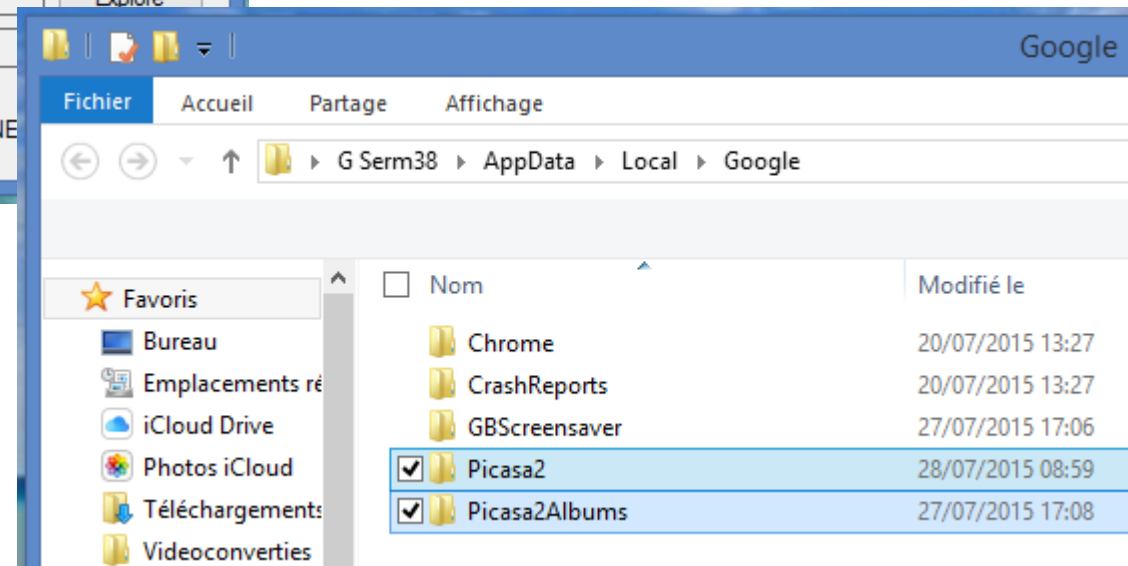 Explore
Google
Fichier Accueil Partage Affichage
G Serm38 AppData Local Google
Nom Modifié le
Favoris
Bureau
Emplacements ré
iCloud Drive
Photos iCloud
Téléchargements
Videoconverties
Chrome 20/07/2015 13:27
CrashReports 20/07/2015 13:27
GBScreensaver 27/07/2015 17:06
Picasa2 28/07/2015 08:59
Picasa2Albums 27/07/2015 17:08